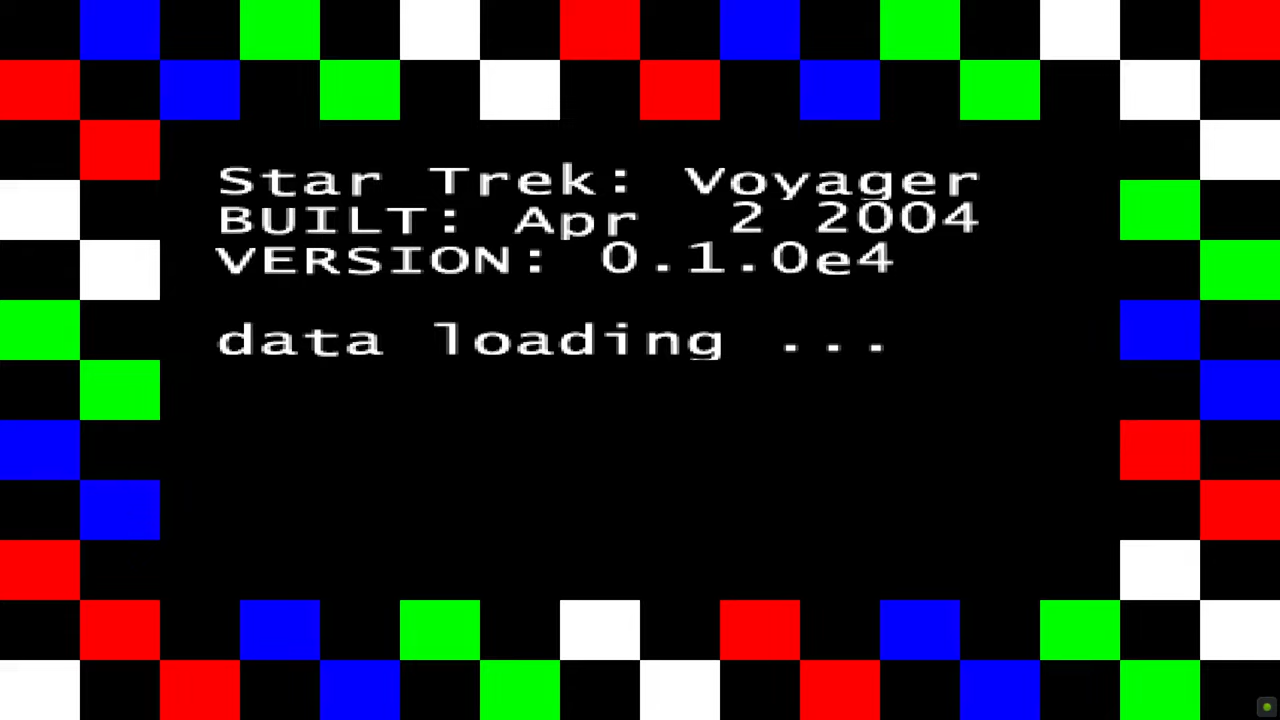 Star Trek: Voyager
BUILT: Apr  2 2004
VERSION: 0.1.0e4
data loading ...